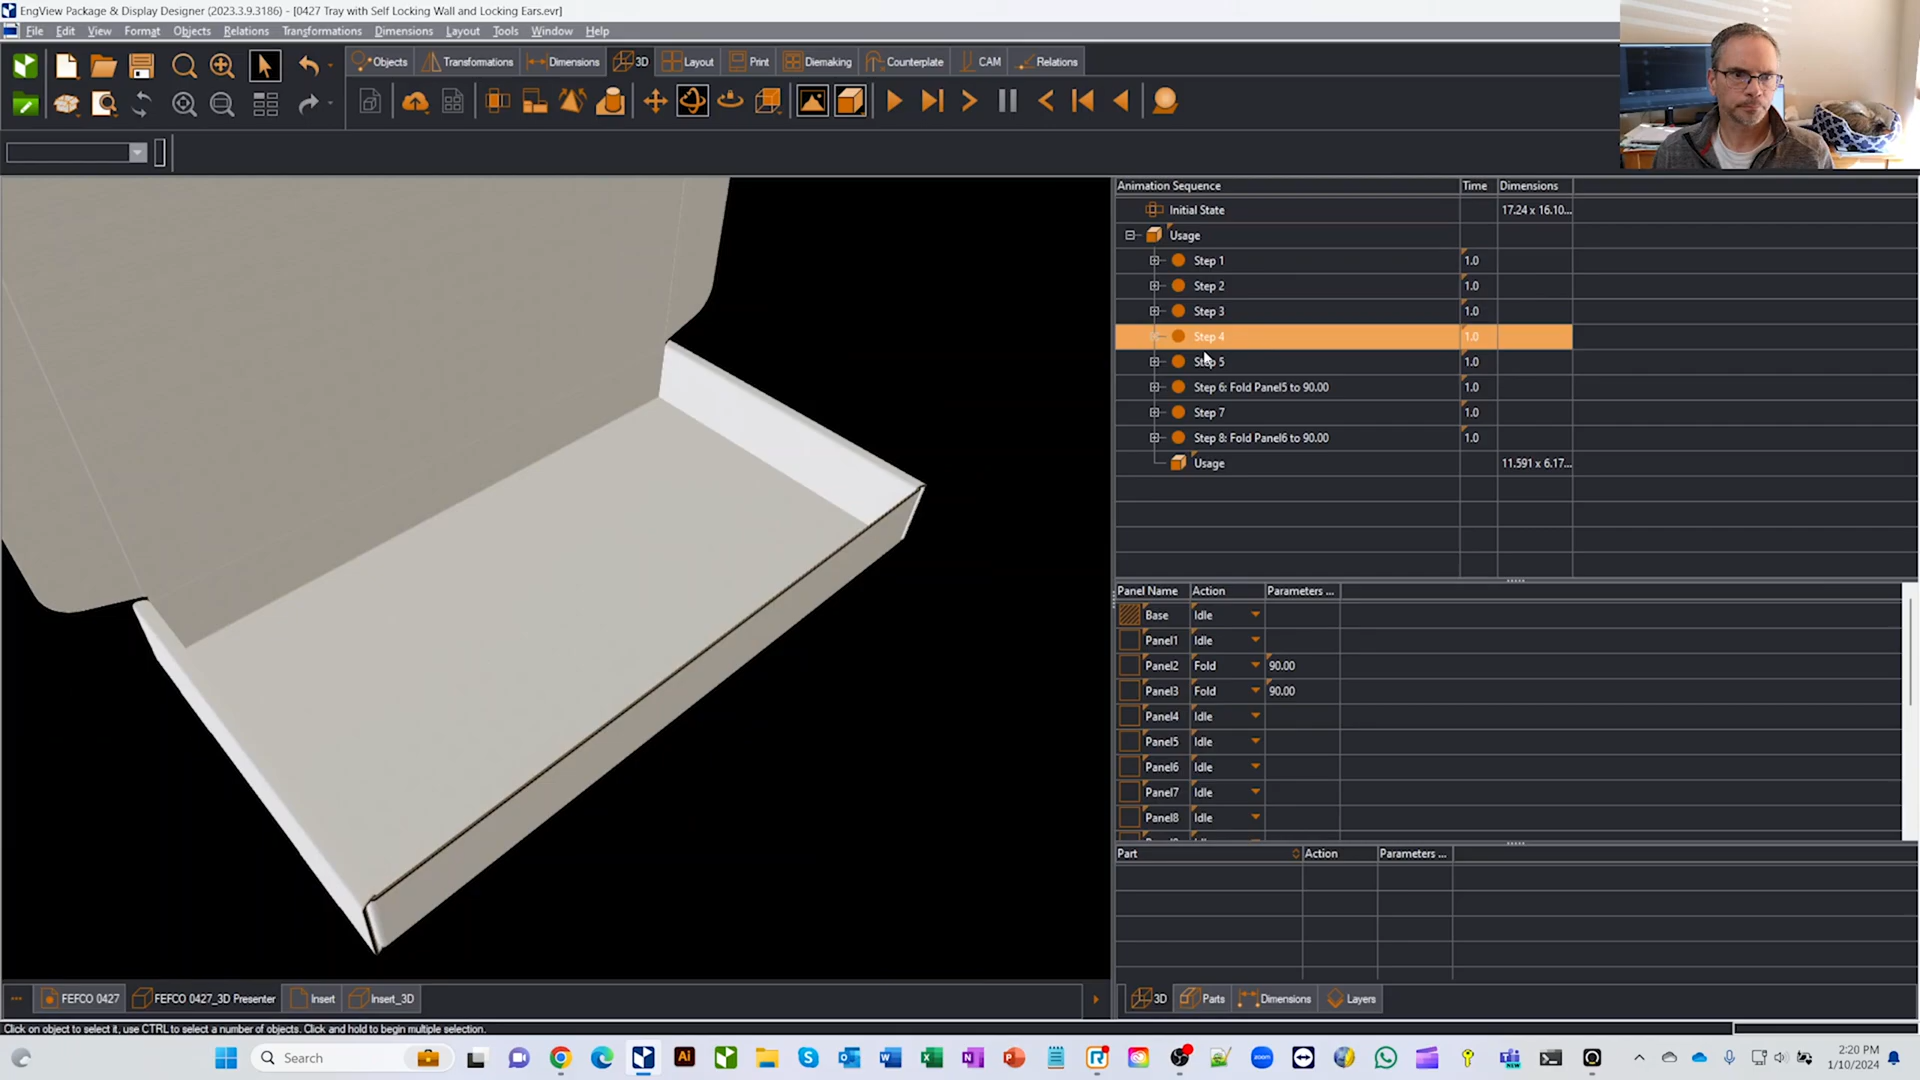 EngView Package & Display Designer (2023.3.9.3186) - [0427 Tray with Self Locking Wall and Locking Ears.evr]
File Edit View Format Objects Relations Transformations Dimensions Layout Tools Window Help
Objects Transformations Dimensions 3D Layout Print Diemaking Counterplate CAM Relations
Animation Sequence Time Dimensions
Initial State 17.24 x 16.10...
Usage
Step 1 1.0
Step 2 1.0
Step 3 1.0
Step 4 1.0
Step 5 1.0
Step 6: Fold Panel5 to 90.00 1.0
Step 7 1.0
Step 8: Fold Panel6 to 90.00 1.0
Usage 11.591 x 6.17...
Panel Name Action Parameters ...
Base Idle
Panel1 Idle
Panel2 Fold 90.00
Panel3 Fold 90.00
Panel4 Idle
Panel5 Idle
Panel6 Idle
Panel7 Idle
Panel8 Idle
Part Action Parameters ...
... FEFCO 0427 FEFCO 0427_3D Presenter Insert Insert_3D
3D Parts Dimensions Layers
Click on object to select it, use CTRL to select a number of objects. Click and hold to begin multiple selection.
Search
2:20 PM
1/10/2024